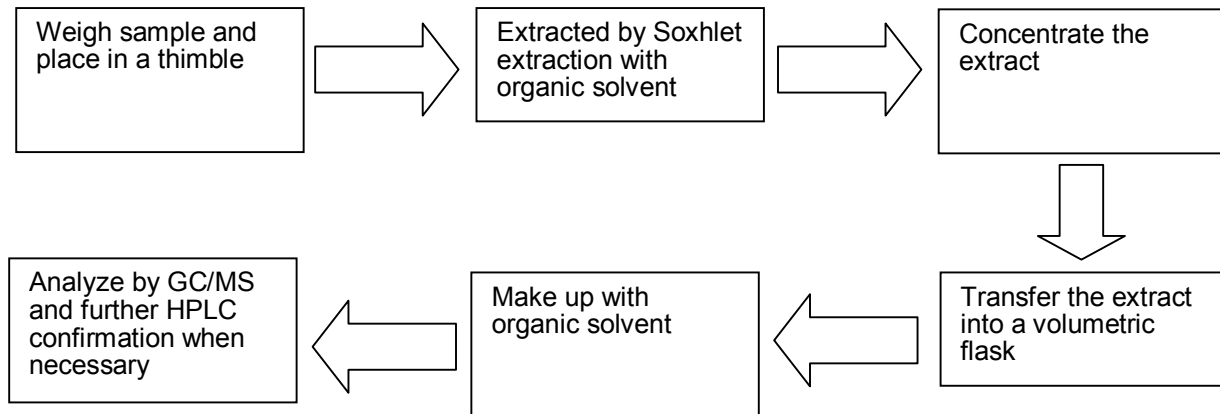 Weigh sample and
place in a thimble
Extracted by Soxhlet
extraction with
organic solvent
Concentrate the
extract
Transfer the extract
into a volumetric
flask
Make up with
organic solvent
Analyze by GC/MS
and further HPLC
confirmation when
necessary